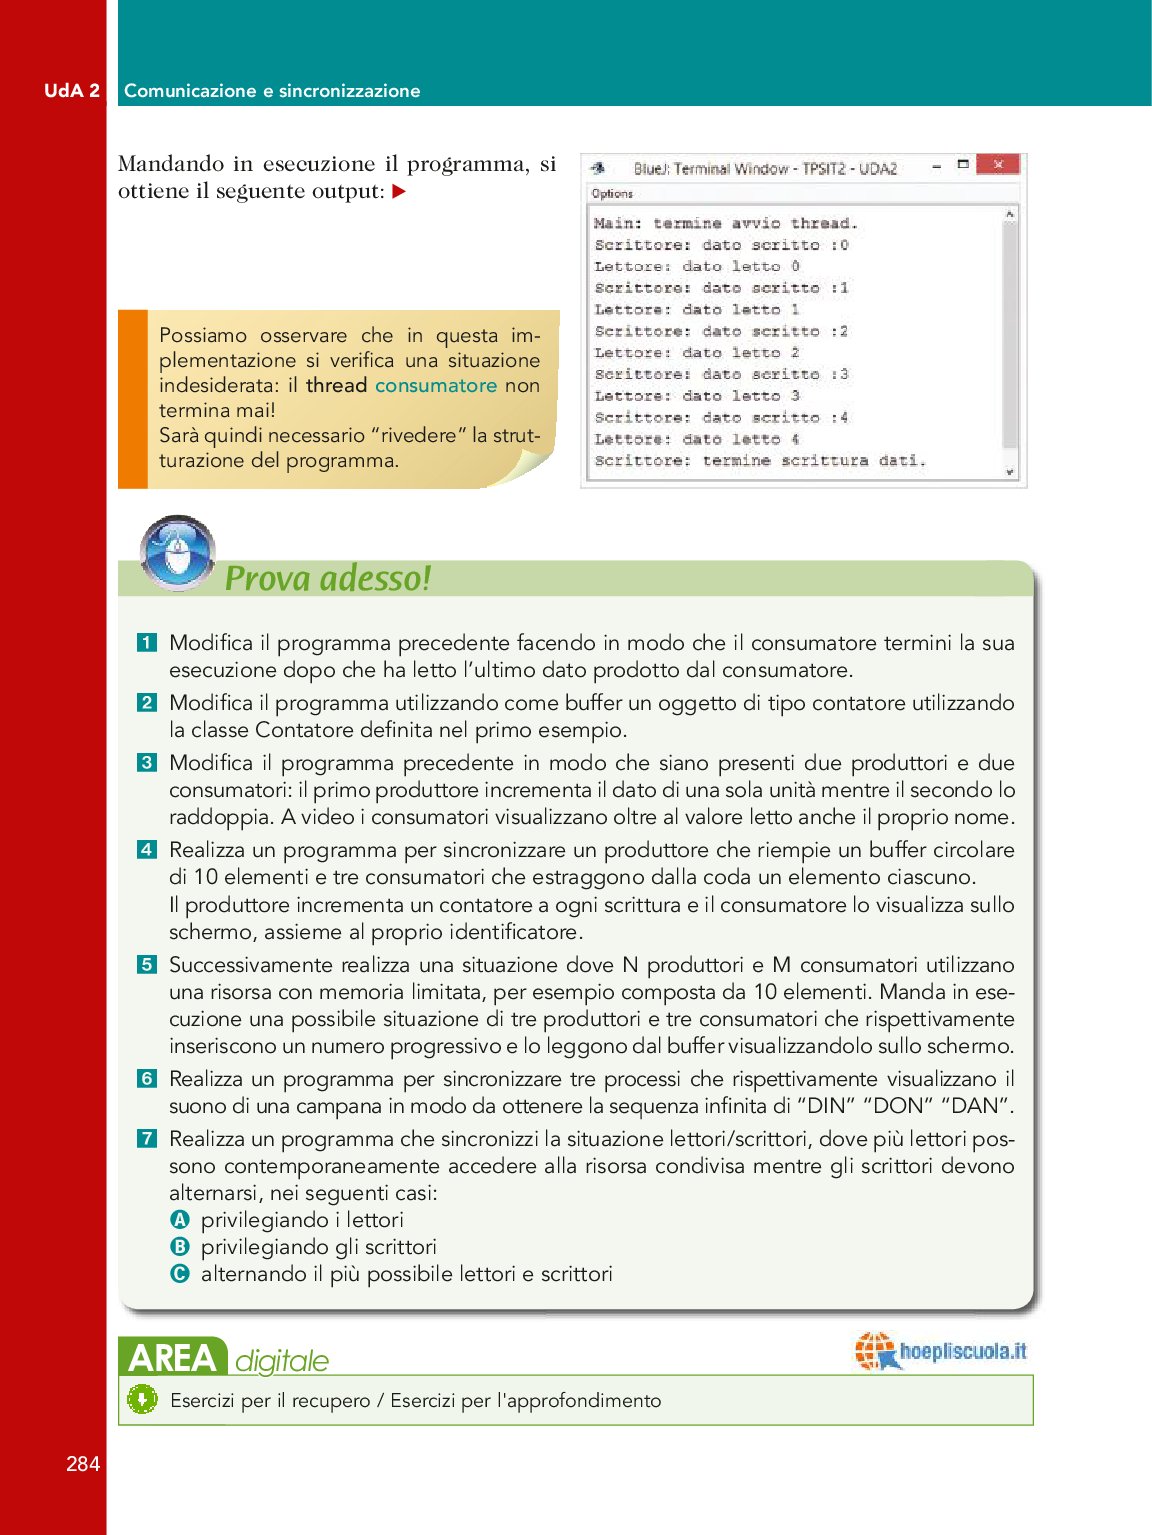 UdA 2 Comunicazione e sincronizzazione
Mandando in esecuzione il programma, si
ottiene il seguente output: ▶
BlueJ: Terminal Window - TPSIT2 - UDA2
Options
Main: termine avvio thread.
Scrittore: dato scritto :0
Lettore: dato letto 0
Scrittore: dato scritto :1
Lettore: dato letto 1
Scrittore: dato scritto :2
Lettore: dato letto 2
Scrittore: dato scritto :3
Lettore: dato letto 3
Scrittore: dato scritto :4
Lettore: dato letto 4
Scrittore: termine scrittura dati.
Possiamo osservare che in questa im-
plementazione si verifica una situazione
indesiderata: il thread consumatore non
termina mai!
Sarà quindi necessario “rivedere” la strut-
turazione del programma.
Prova adesso!
1 Modifica il programma precedente facendo in modo che il consumatore termini la sua
esecuzione dopo che ha letto l’ultimo dato prodotto dal consumatore.
2 Modifica il programma utilizzando come buffer un oggetto di tipo contatore utilizzando
la classe Contatore definita nel primo esempio.
3 Modifica il programma precedente in modo che siano presenti due produttori e due
consumatori: il primo produttore incrementa il dato di una sola unità mentre il secondo lo
raddoppia. A video i consumatori visualizzano oltre al valore letto anche il proprio nome.
4 Realizza un programma per sincronizzare un produttore che riempie un buffer circolare
di 10 elementi e tre consumatori che estraggono dalla coda un elemento ciascuno.
Il produttore incrementa un contatore a ogni scrittura e il consumatore lo visualizza sullo
schermo, assieme al proprio identificatore.
5 Successivamente realizza una situazione dove N produttori e M consumatori utilizzano
una risorsa con memoria limitata, per esempio composta da 10 elementi. Manda in ese-
cuzione una possibile situazione di tre produttori e tre consumatori che rispettivamente
inseriscono un numero progressivo e lo leggono dal buffer visualizzandolo sullo schermo.
6 Realizza un programma per sincronizzare tre processi che rispettivamente visualizzano il
suono di una campana in modo da ottenere la sequenza infinita di “DIN” “DON” “DAN”.
7 Realizza un programma che sincronizzi la situazione lettori/scrittori, dove più lettori pos-
sono contemporaneamente accedere alla risorsa condivisa mentre gli scrittori devono
alternarsi, nei seguenti casi:
A privilegiando i lettori
B privilegiando gli scrittori
C alternando il più possibile lettori e scrittori
AREA digitale
hoepliscuola.it
Esercizi per il recupero / Esercizi per l'approfondimento
284